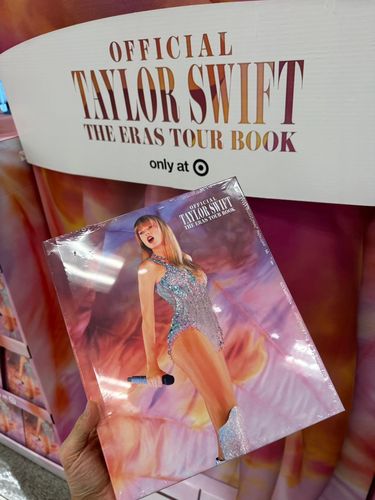 OFFICIAL
TAYLOR SWIFT
THE ERAS TOUR BOOK
only at
OFFICIAL
TAYLOR SWIFT
THE ERAS TOUR BOOK